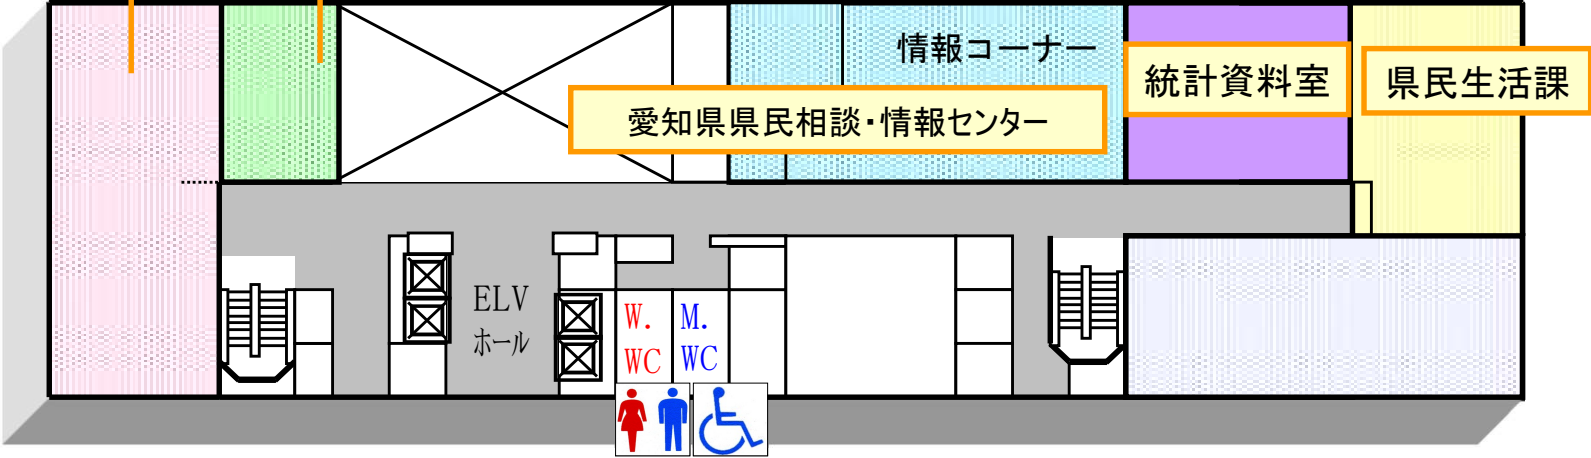 情報コーナー
統計資料室
県民生活課
愛知県県民相談・情報センター
ELV
ホール
W.
WC
M.
WC